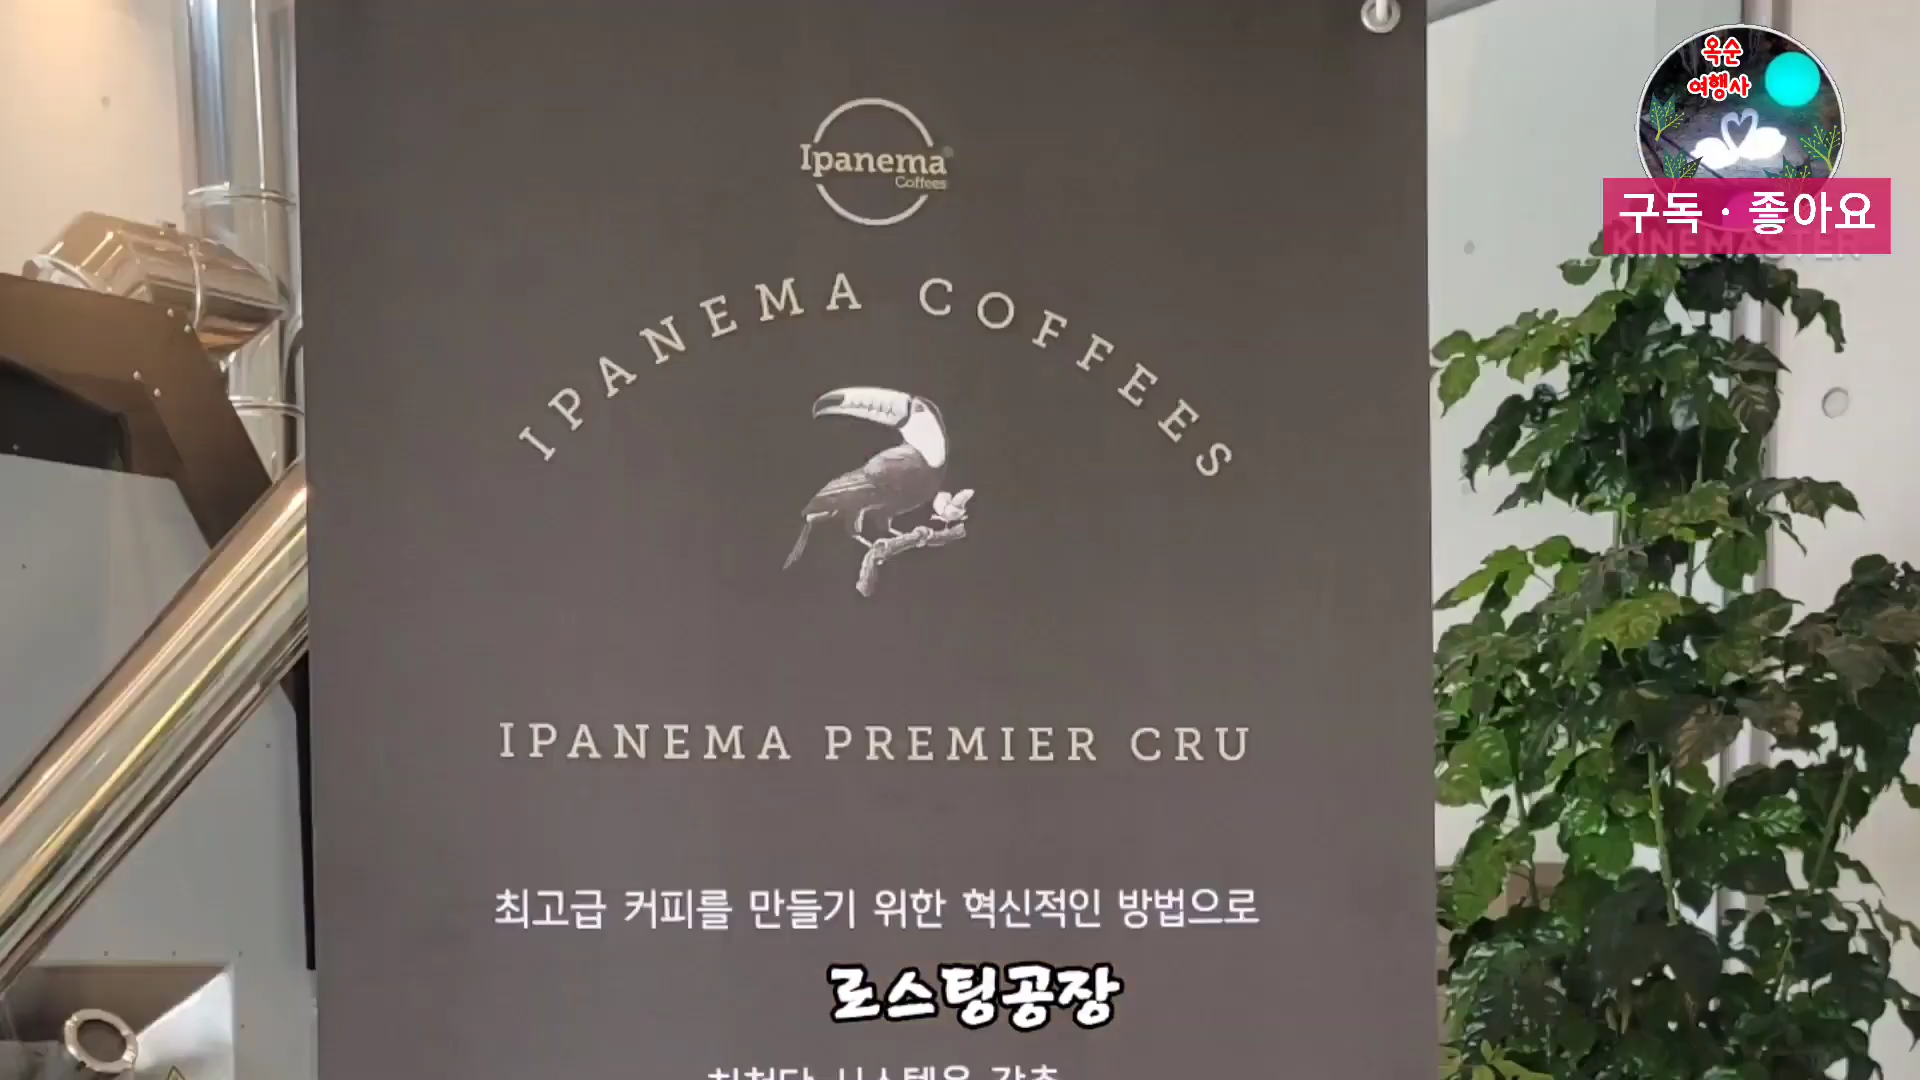 옥순
여행사
구독 · 좋아요
KINEMASTER
Ipanema
Coffees
IPANEMA COFFEES
IPANEMA PREMIER CRU
최고급 커피를 만들기 위한 혁신적인 방법으로
로스팅공장